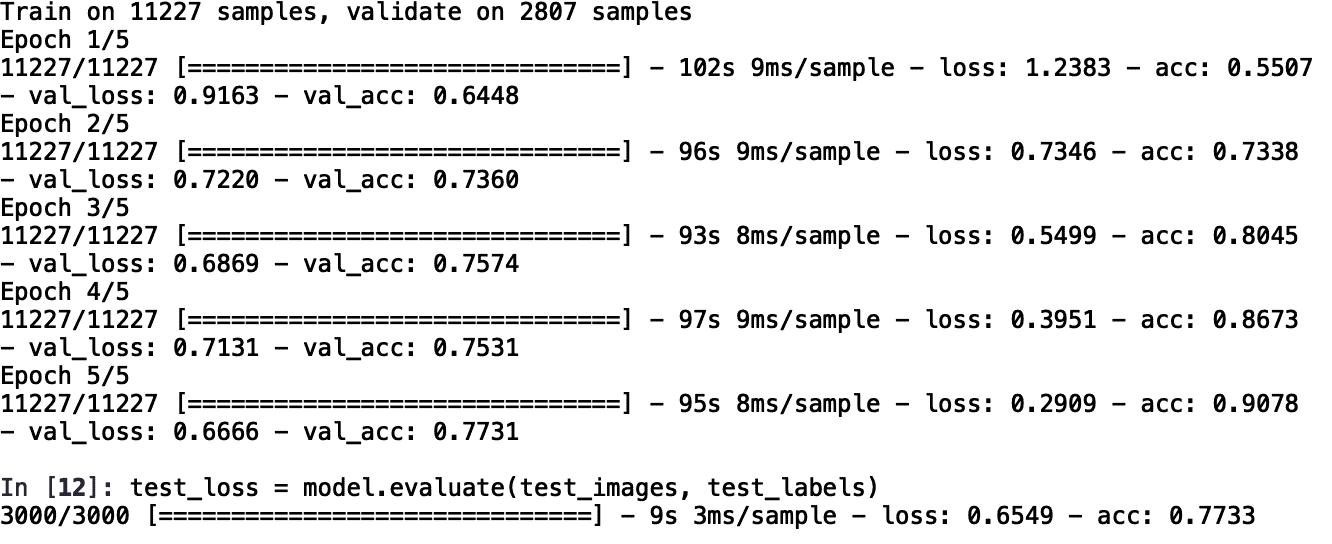 Train on 11227 samples, validate on 2807 samples
Epoch 1/5
11227/11227 [==============================] - 102s 9ms/sample - loss: 1.2383 - acc: 0.5507
- val_loss: 0.9163 - val_acc: 0.6448
Epoch 2/5
11227/11227 [==============================] - 96s 9ms/sample - loss: 0.7346 - acc: 0.7338
- val_loss: 0.7220 - val_acc: 0.7360
Epoch 3/5
11227/11227 [==============================] - 93s 8ms/sample - loss: 0.5499 - acc: 0.8045
- val_loss: 0.6869 - val_acc: 0.7574
Epoch 4/5
11227/11227 [==============================] - 97s 9ms/sample - loss: 0.3951 - acc: 0.8673
- val_loss: 0.7131 - val_acc: 0.7531
Epoch 5/5
11227/11227 [==============================] - 95s 8ms/sample - loss: 0.2909 - acc: 0.9078
- val_loss: 0.6666 - val_acc: 0.7731
In [12]: test_loss = model.evaluate(test_images, test_labels)
3000/3000 [==============================] - 9s 3ms/sample - loss: 0.6549 - acc: 0.7733